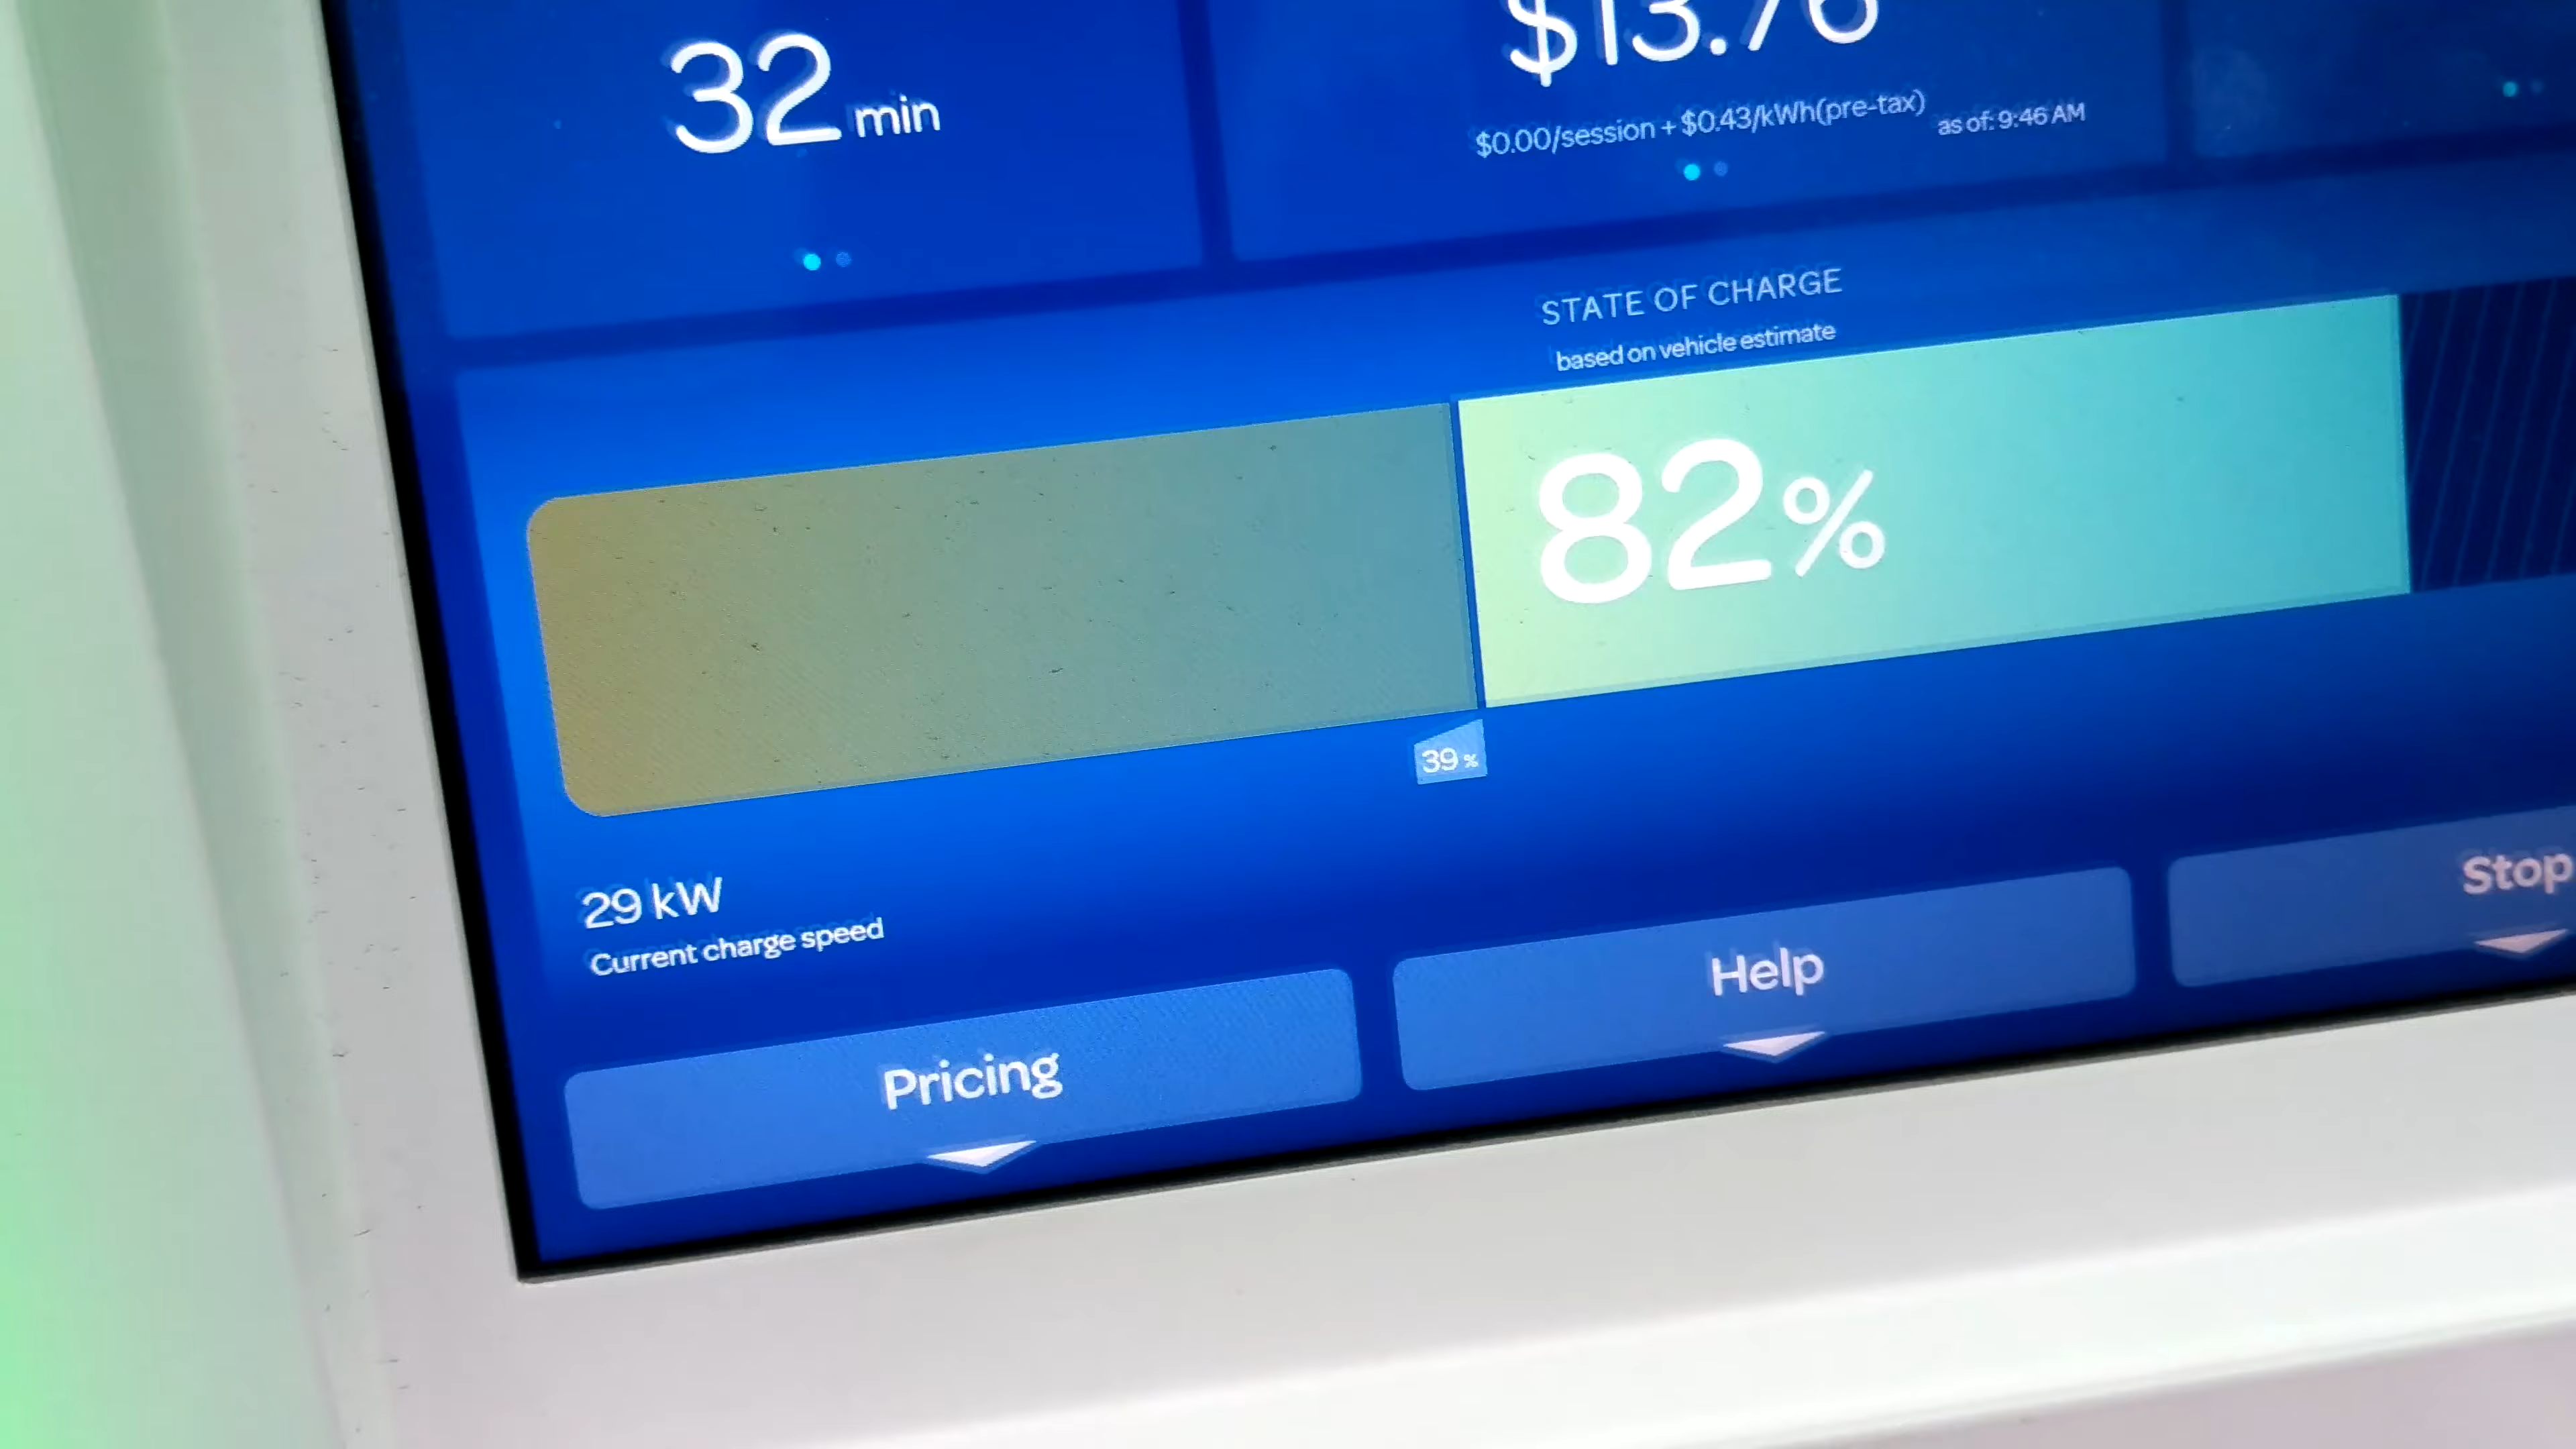 32 min
$13.76
$0.00/session + $0.43/kWh(pre-tax) as of: 9:46 AM
STATE OF CHARGE
based on vehicle estimate
82%
39%
29 kW
Current charge speed
Pricing
Help
Stop